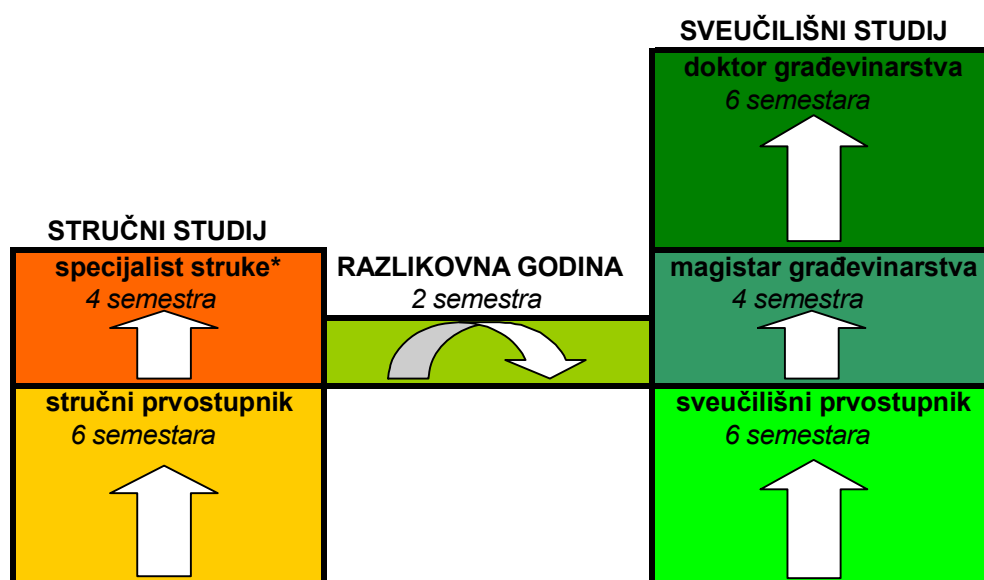 SVEUČILIŠNI STUDIJ
doktor građevinarstva
6 semestara
STRUČNI STUDIJ
specijalist struke*
4 semestra
RAZLIKOVNA GODINA
2 semestra
magistar građevinarstva
4 semestra
stručni prvostupnik
6 semestara
sveučilišni prvostupnik
6 semestara